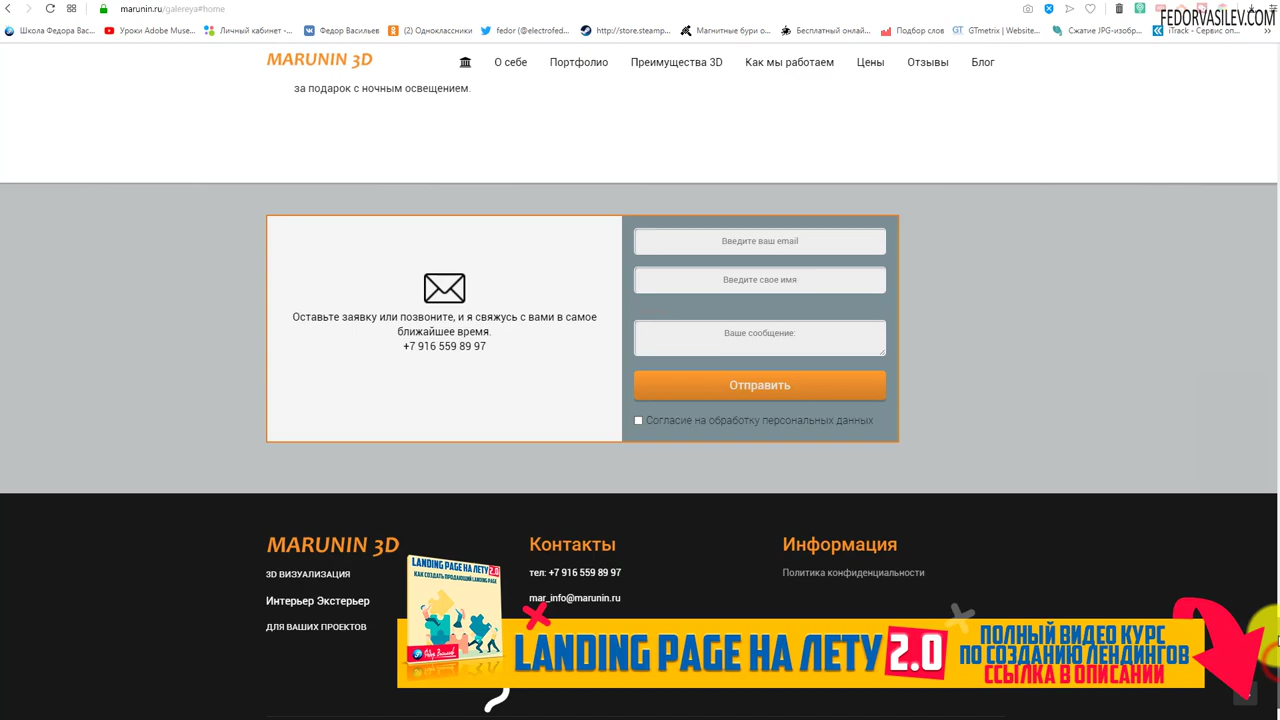 marunin.ru/galereya#home
FEDORVASILEV.COM
Школа Федора Вас...
Уроки Adobe Muse...
Личный кабинет -...
Федор Васильев
(2) Одноклассники
fedor (@electrofed...
http://store.steamp...
Магнитные бури о...
Бесплатный онлай...
Подбор слов
GT
GTmetrix | Website...
Сжатие JPG-изобр...
iTrack - Сервис оп...
MARUNIN 3D
О себе
Портфолио
Преимущества 3D
Как мы работаем
Цены
Отзывы
Блог
за подарок с ночным освещением.
Оставьте заявку или позвоните, и я свяжусь с вами в самое
ближайшее время.
+7 916 559 89 97
Введите ваш email
Введите свое имя
Ваше сообщение:
Отправить
Согласие на обработку персональных данных
MARUNIN 3D
3D ВИЗУАЛИЗАЦИЯ
Интерьер Экстерьер
ДЛЯ ВАШИХ ПРОЕКТОВ
Контакты
тел: +7 916 559 89 97
mar_info@marunin.ru
Информация
Политика конфиденциальности
LANDING PAGE НА ЛЕТУ 2.0
КАК СОЗДАТЬ ПРОДАЮЩИЙ LANDING PAGE
Федор Васильев
LANDING PAGE НА ЛЕТУ 2.0
ПОЛНЫЙ ВИДЕО КУРС
ПО СОЗДАНИЮ ЛЕНДИНГОВ
ССЫЛКА В ОПИСАНИИ